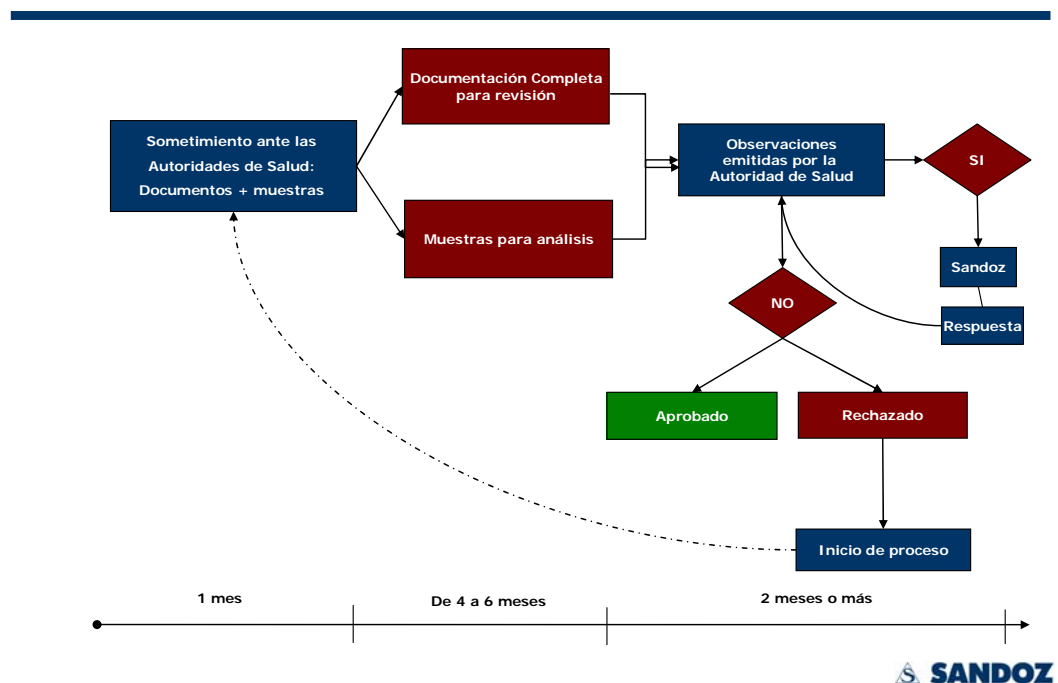 Documentación Completa
para revisión
Sometimiento ante las
Autoridades de Salud:
Documentos + muestras
Observaciones
emitidas por la
Autoridad de Salud
SI
Muestras para análisis
Sandoz
NO
Respuesta
Aprobado
Rechazado
Inicio de proceso
1 mes
De 4 a 6 meses
2 meses o más
SANDOZ